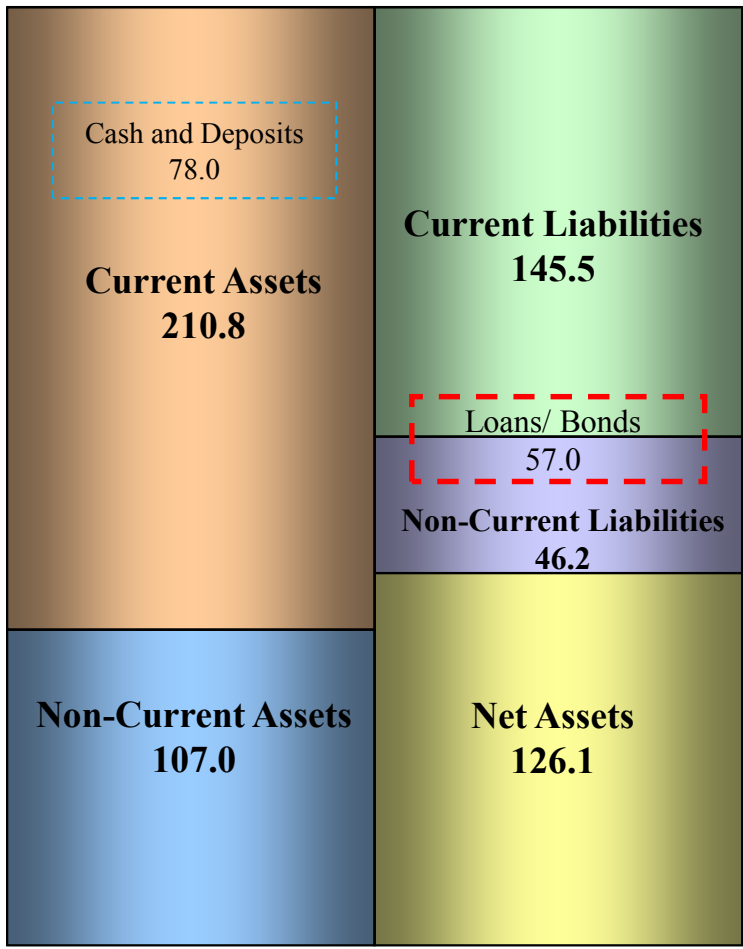 Cash and Deposits
78.0
Current Assets
210.8
Non-Current Assets
107.0
Current Liabilities
145.5
Loans/ Bonds
57.0
Non-Current Liabilities
46.2
Net Assets
126.1